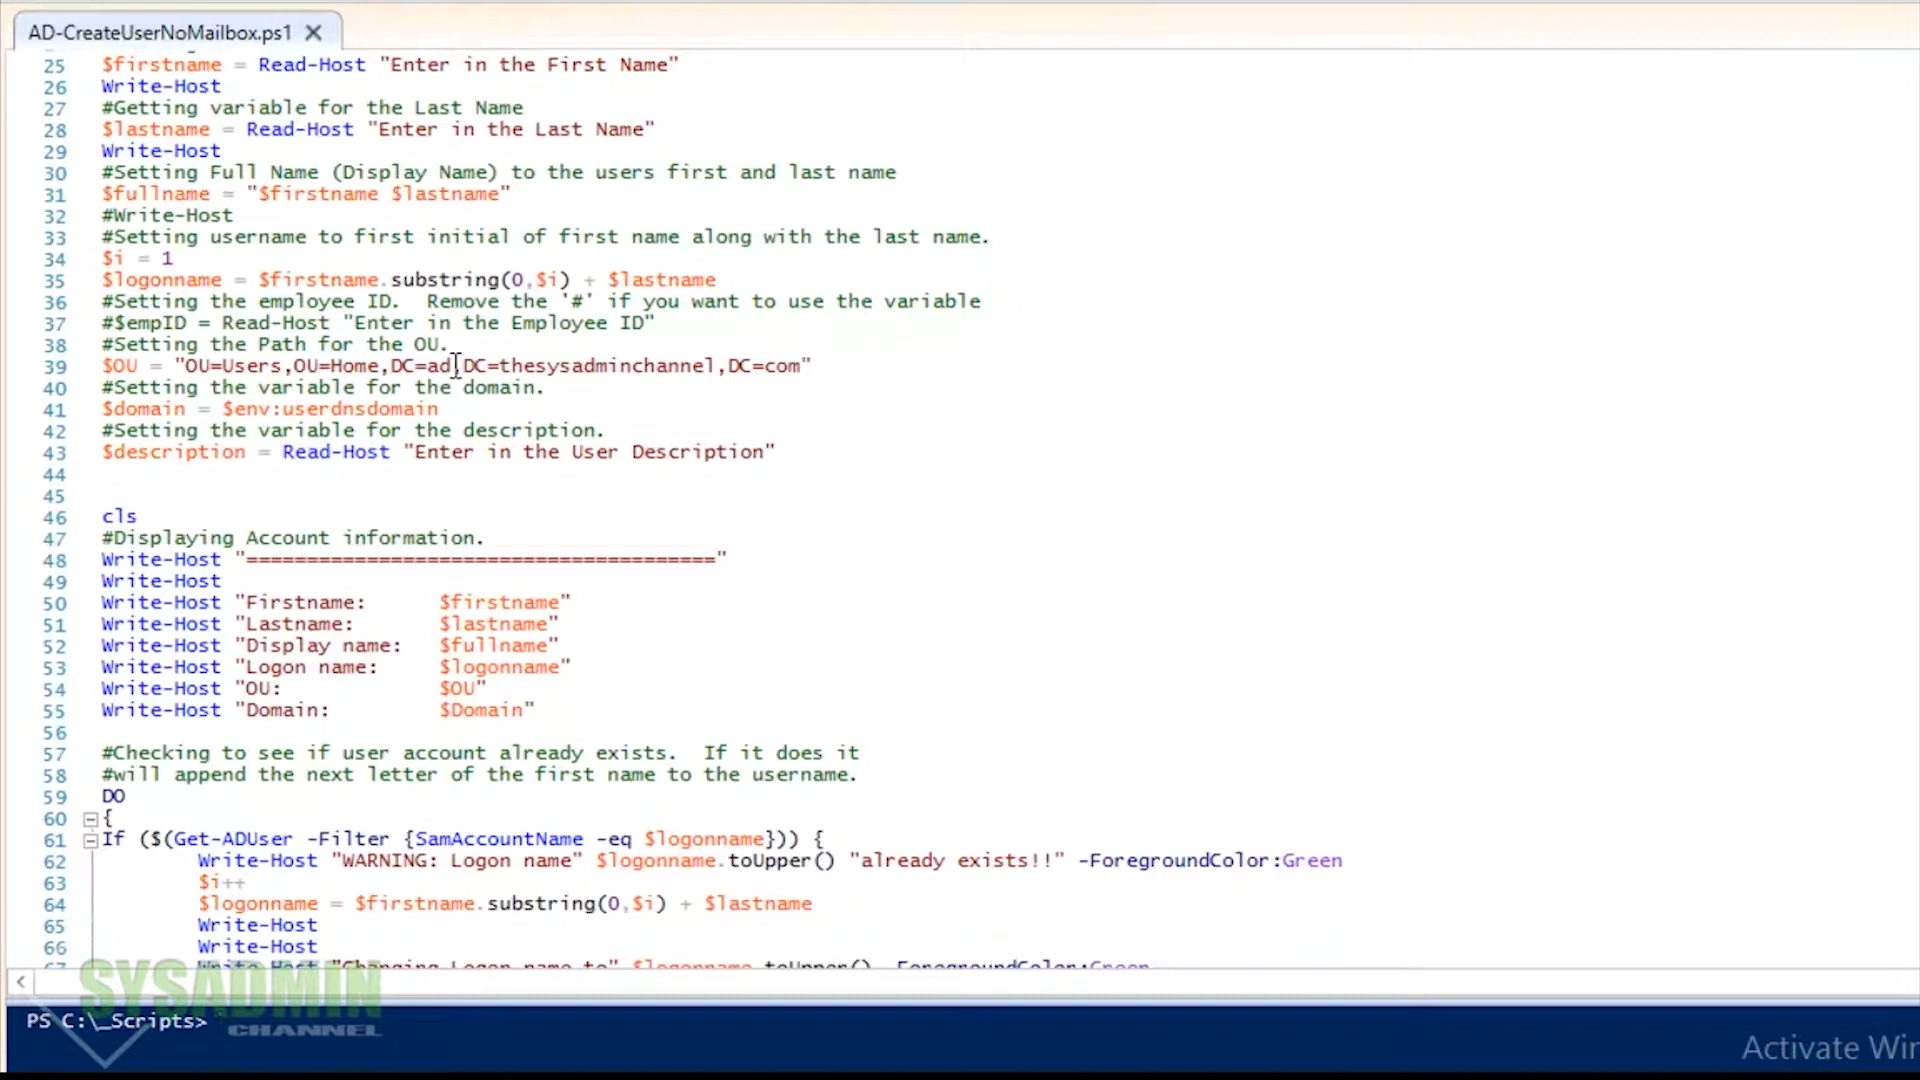 AD-CreateUserNoMailbox.ps1
25 $firstname = Read-Host "Enter in the First Name"
26 Write-Host
27 #Getting variable for the Last Name
28 $lastname = Read-Host "Enter in the Last Name"
29 Write-Host
30 #Setting Full Name (Display Name) to the users first and last name
31 $fullname = "$firstname $lastname"
32 #Write-Host
33 #Setting username to first initial of first name along with the last name.
34 $i = 1
35 $logonname = $firstname.substring(0,$i) + $lastname
36 #Setting the employee ID.  Remove the '#' if you want to use the variable
37 #$empID = Read-Host "Enter in the Employee ID"
38 #Setting the Path for the OU.
39 $OU = "OU=Users,OU=Home,DC=ad,DC=thesysadminchannel,DC=com"
40 #Setting the variable for the domain.
41 $domain = $env:userdnsdomain
42 #Setting the variable for the description.
43 $description = Read-Host "Enter in the User Description"
44
45
46 cls
47 #Displaying Account information.
48 Write-Host "======================================="
49 Write-Host
50 Write-Host "Firstname:      $firstname"
51 Write-Host "Lastname:       $lastname"
52 Write-Host "Display name:   $fullname"
53 Write-Host "Logon name:     $logonname"
54 Write-Host "OU:             $OU"
55 Write-Host "Domain:         $Domain"
56
57 #Checking to see if user account already exists.  If it does it
58 #will append the next letter of the first name to the username.
59 DO
60 {
61 If ($(Get-ADUser -Filter {SamAccountName -eq $logonname})) {
62         Write-Host "WARNING: Logon name" $logonname.toUpper() "already exists!!" -ForegroundColor:Green
63         $i++
64         $logonname = $firstname.substring(0,$i) + $lastname
65         Write-Host
66         Write-Host
67         Write-Host "Changing Logon name to" $logonname.toUpper() -ForegroundColor:Green
SYSADMIN
CHANNEL
PS C:\_Scripts>
Activate Win